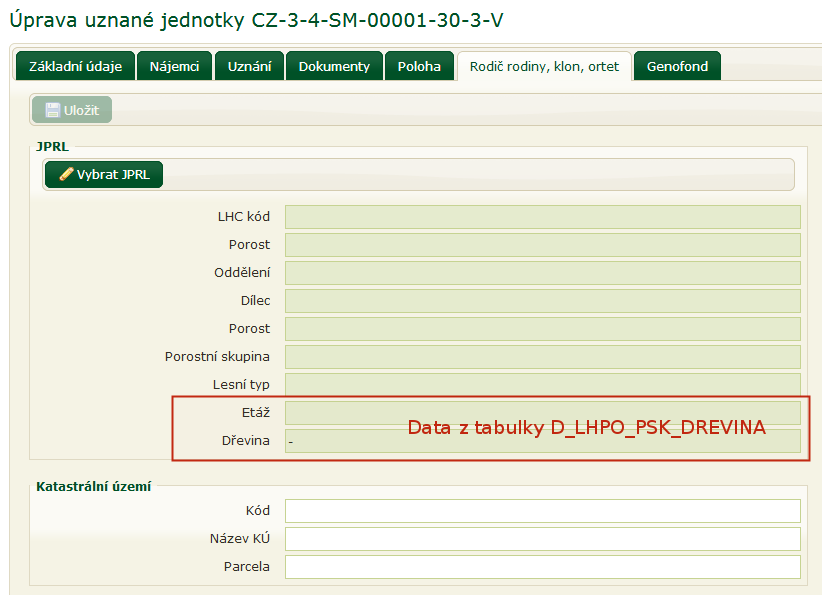 Úprava uznané jednotky CZ-3-4-SM-00001-30-3-V
Základní údaje Nájemci Uznání Dokumenty Poloha Rodič rodiny, klon, ortet Genofond
Uložit
JPRL
Vybrat JPRL
LHC kód
Porost
Oddělení
Dílec
Porost
Porostní skupina
Lesní typ
Etáž
Data z tabulky D_LHPO_PSK_DREVINA
Dřevina -
Katastrální území
Kód
Název KÚ
Parcela